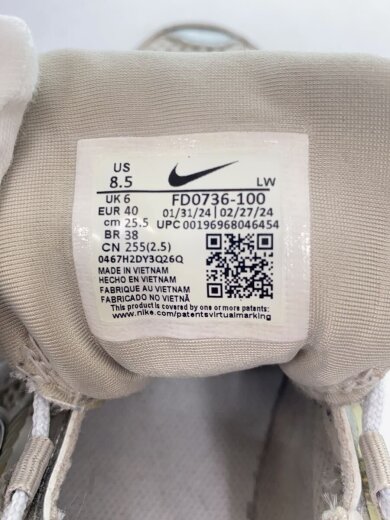 US
8.5
LW
UK 6
FD0736-100
EUR 40
01/31/24 | 02/27/24
cm 25.5
UPC 00196968046454
BR 38
CN 255(2.5)
0467H2DY3Q26Q
MADE IN VIETNAM
HECHO EN VIETNAM
FABRIQUE AU VIETNAM
FABRICADO NO VIETNÃ
This product is covered by one or more patents:
www.nike.com/patentsvirtualmarking